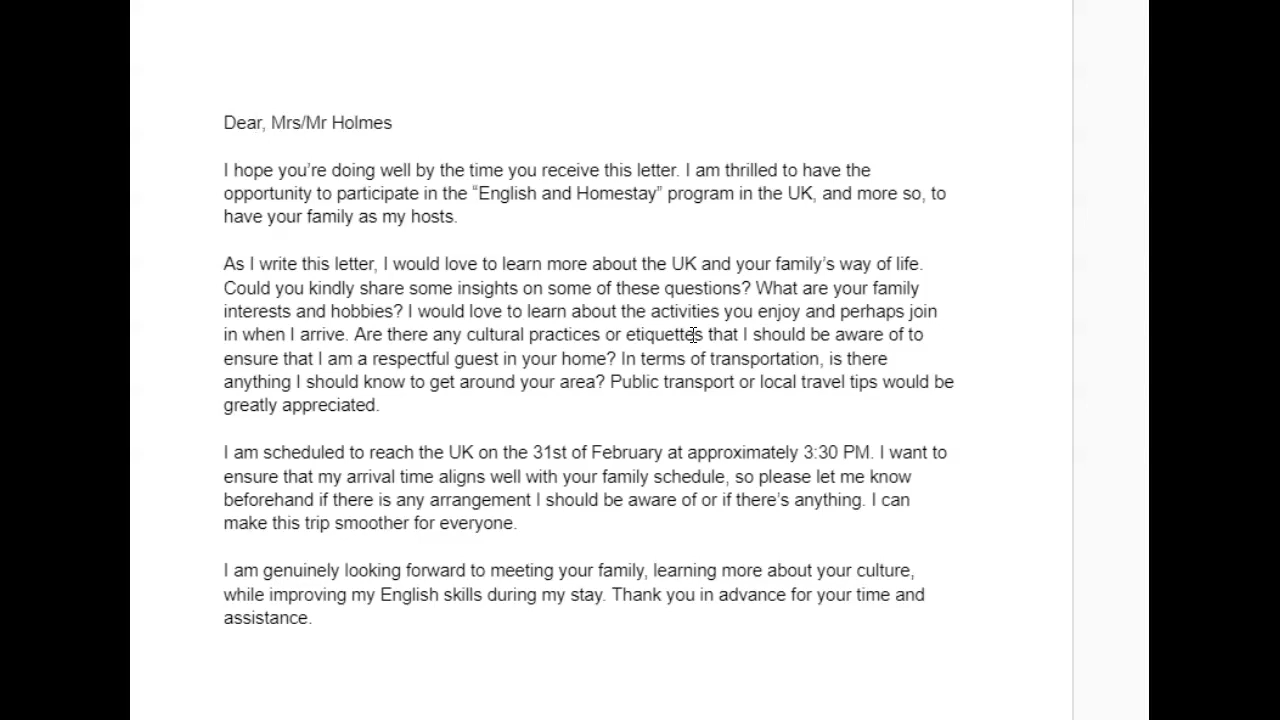 Dear, Mrs/Mr Holmes
I hope you’re doing well by the time you receive this letter. I am thrilled to have the
opportunity to participate in the “English and Homestay” program in the UK, and more so, to
have your family as my hosts.
As I write this letter, I would love to learn more about the UK and your family’s way of life.
Could you kindly share some insights on some of these questions? What are your family
interests and hobbies? I would love to learn about the activities you enjoy and perhaps join
in when I arrive. Are there any cultural practices or etiquettes that I should be aware of to
ensure that I am a respectful guest in your home? In terms of transportation, is there
anything I should know to get around your area? Public transport or local travel tips would be
greatly appreciated.
I am scheduled to reach the UK on the 31st of February at approximately 3:30 PM. I want to
ensure that my arrival time aligns well with your family schedule, so please let me know
beforehand if there is any arrangement I should be aware of or if there’s anything. I can
make this trip smoother for everyone.
I am genuinely looking forward to meeting your family, learning more about your culture,
while improving my English skills during my stay. Thank you in advance for your time and
assistance.